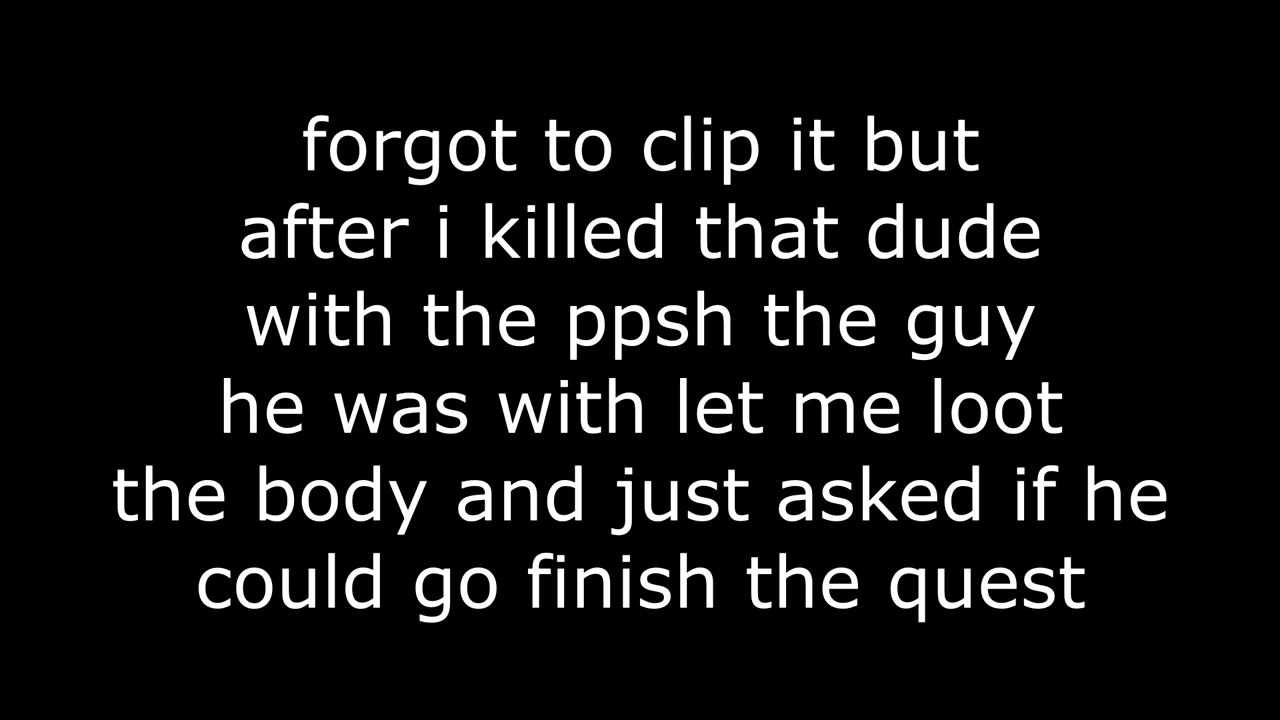 forgot to clip it but
after i killed that dude
with the ppsh the guy
he was with let me loot
the body and just asked if he
could go finish the quest